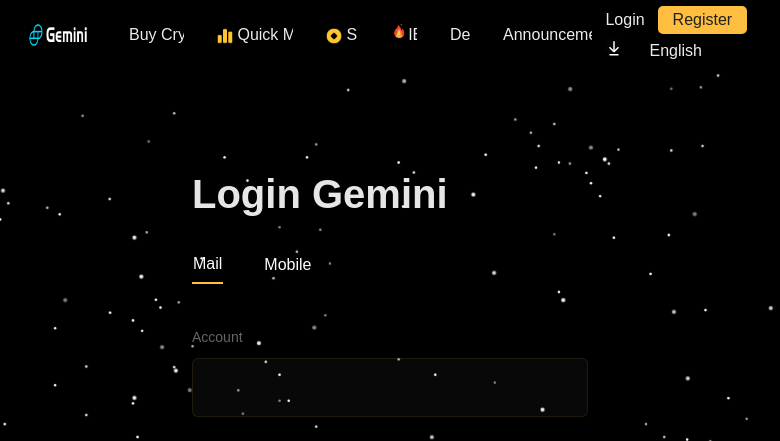 Gemini
Buy Cry
Quick M
S
IE
De
Announceme
Login
Register
English
Login Gemini
Mail
Mobile
Account